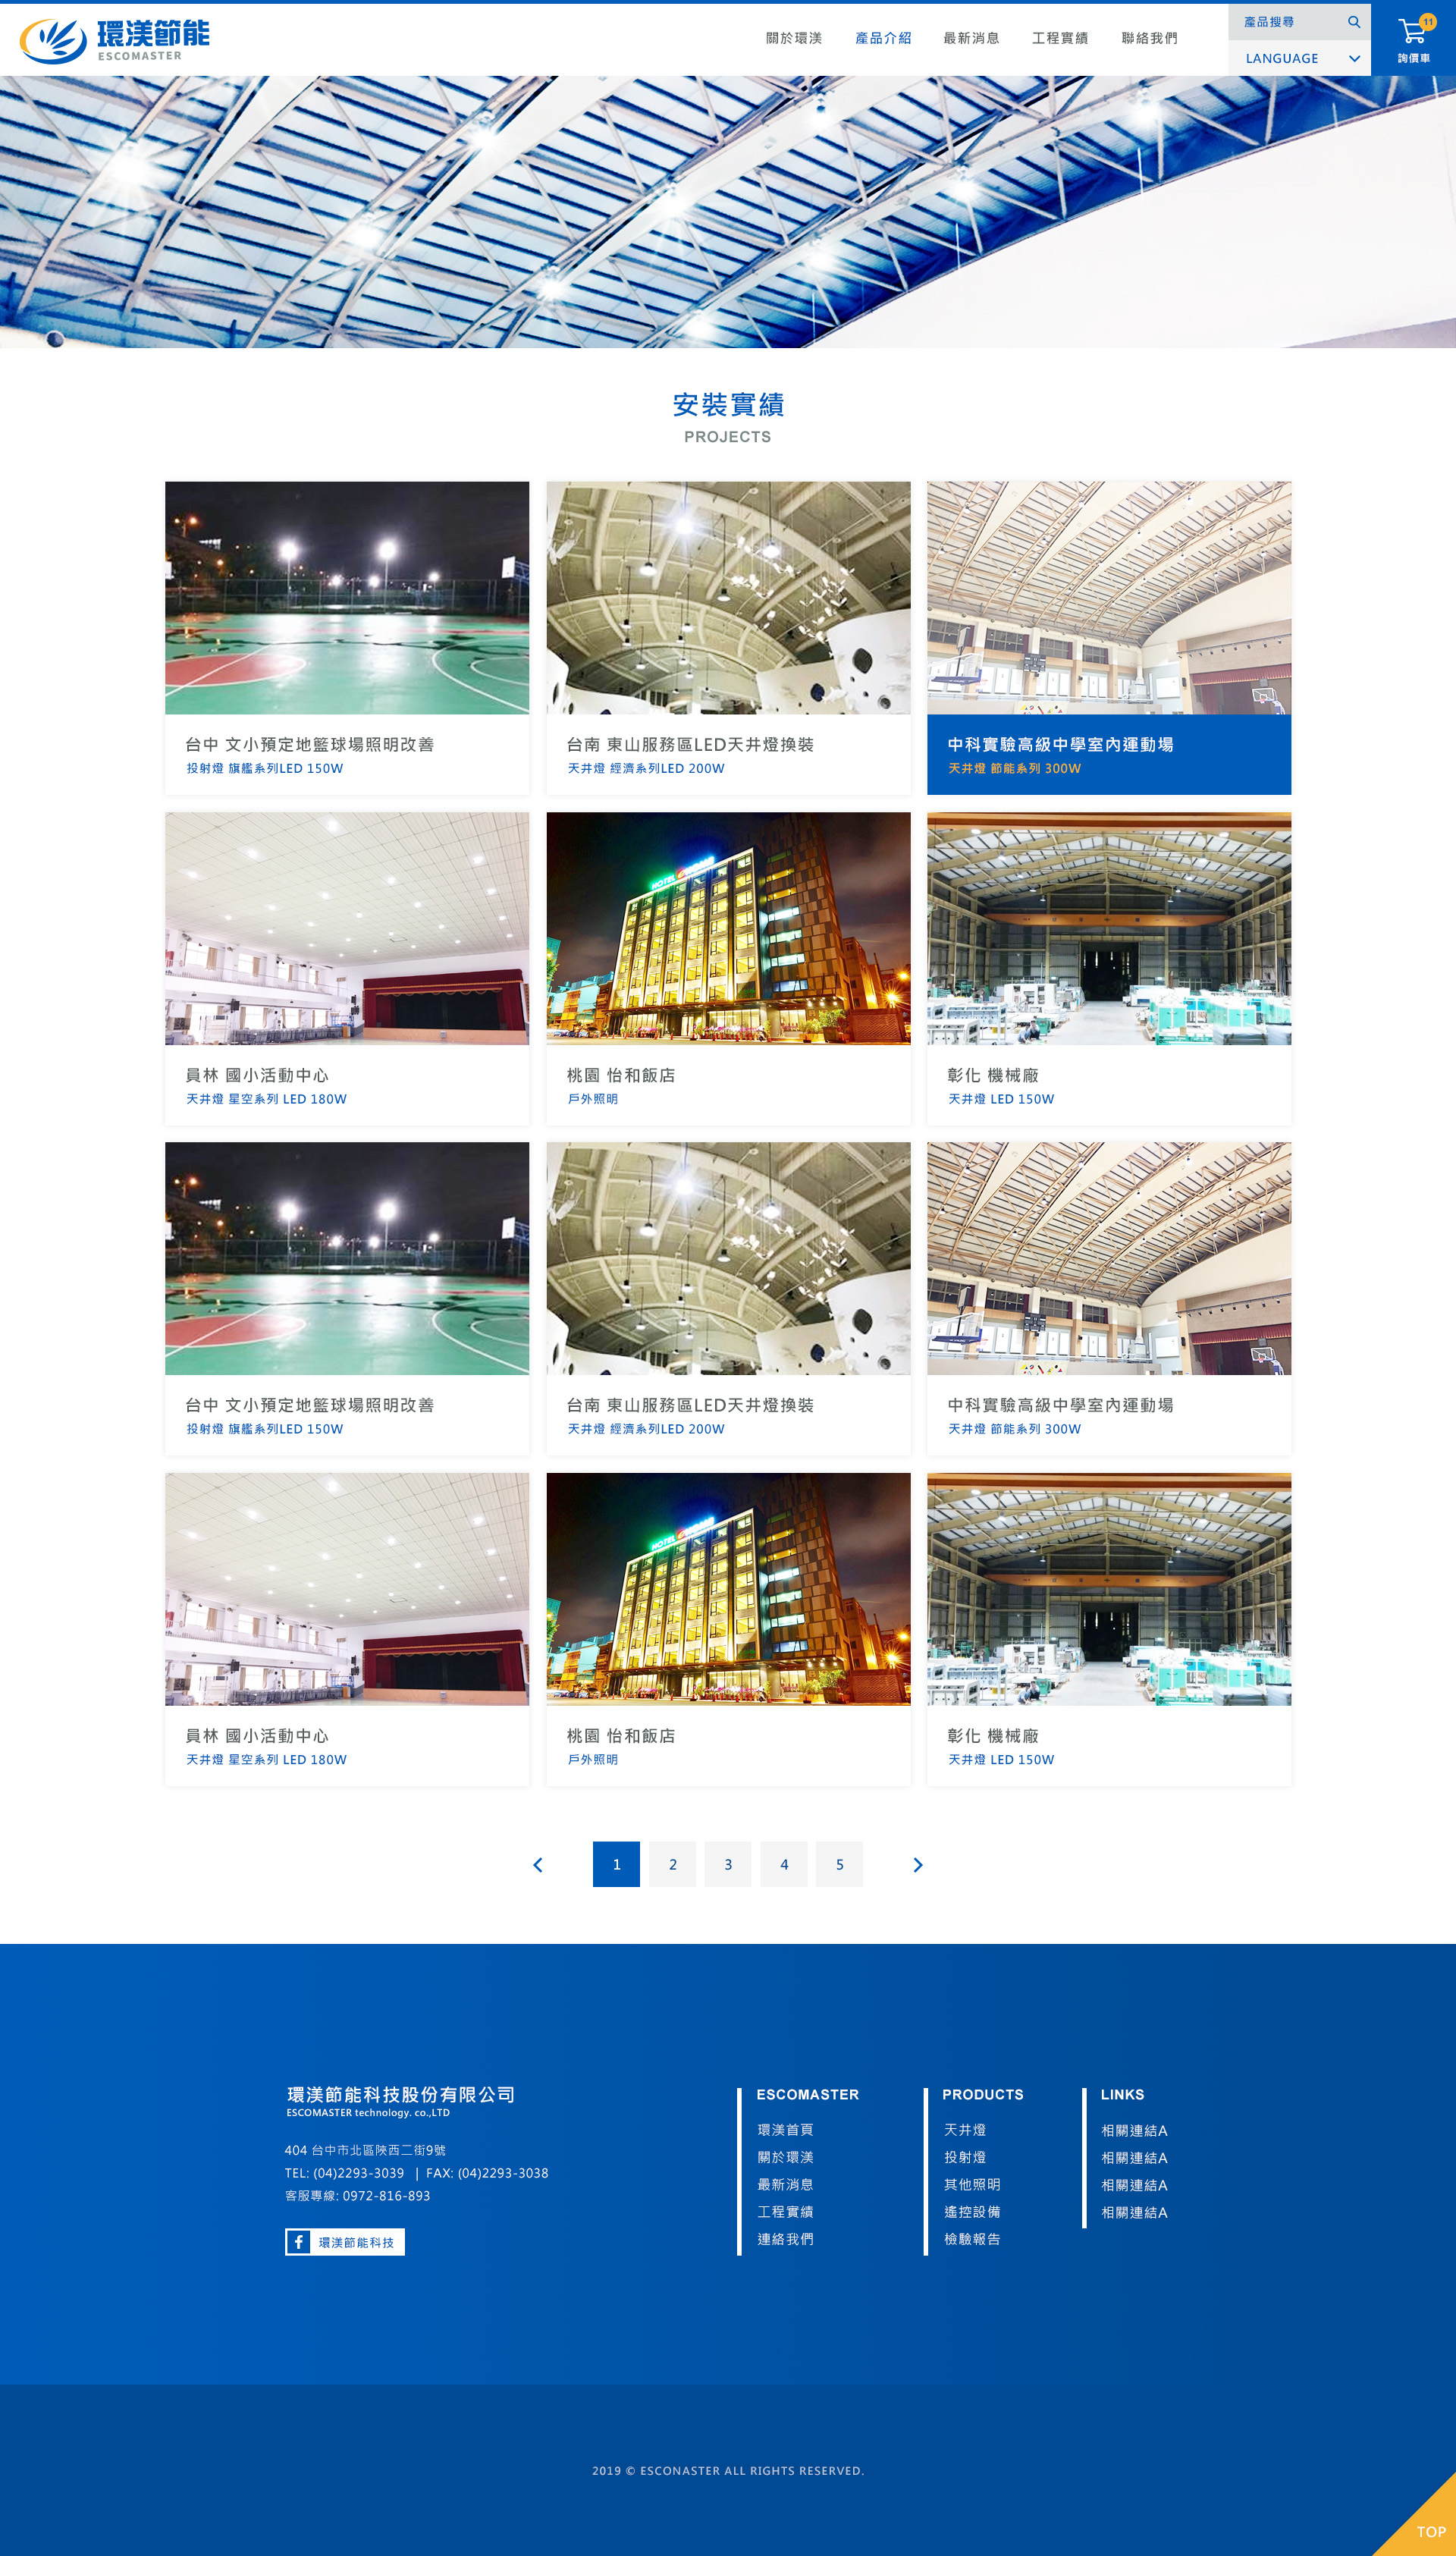 環渼節能
ESCOMASTER
關於環渼
產品介紹
最新消息
工程實績
聯絡我們
產品搜尋
LANGUAGE
11
詢價車
安裝實績
PROJECTS
台中 文小預定地籃球場照明改善
投射燈 旗艦系列LED 150W
台南 東山服務區LED天井燈換裝
天井燈 經濟系列LED 200W
中科實驗高級中學室內運動場
天井燈 節能系列 300W
員林 國小活動中心
天井燈 星空系列 LED 180W
桃園 怡和飯店
戶外照明
彰化 機械廠
天井燈 LED 150W
台中 文小預定地籃球場照明改善
投射燈 旗艦系列LED 150W
台南 東山服務區LED天井燈換裝
天井燈 經濟系列LED 200W
中科實驗高級中學室內運動場
天井燈 節能系列 300W
員林 國小活動中心
天井燈 星空系列 LED 180W
桃園 怡和飯店
戶外照明
彰化 機械廠
天井燈 LED 150W
1 2 3 4 5
環渼節能科技股份有限公司
ESCOMASTER technology. co.,LTD
404 台中市北區陝西二街9號
TEL: (04)2293-3039 | FAX: (04)2293-3038
客服專線: 0972-816-893
環渼節能科技
ESCOMASTER
環渼首頁
關於環渼
最新消息
工程實績
連絡我們
PRODUCTS
天井燈
投射燈
其他照明
遙控設備
檢驗報告
LINKS
相關連結A
相關連結A
相關連結A
相關連結A
2019 © ESCONASTER ALL RIGHTS RESERVED.
TOP